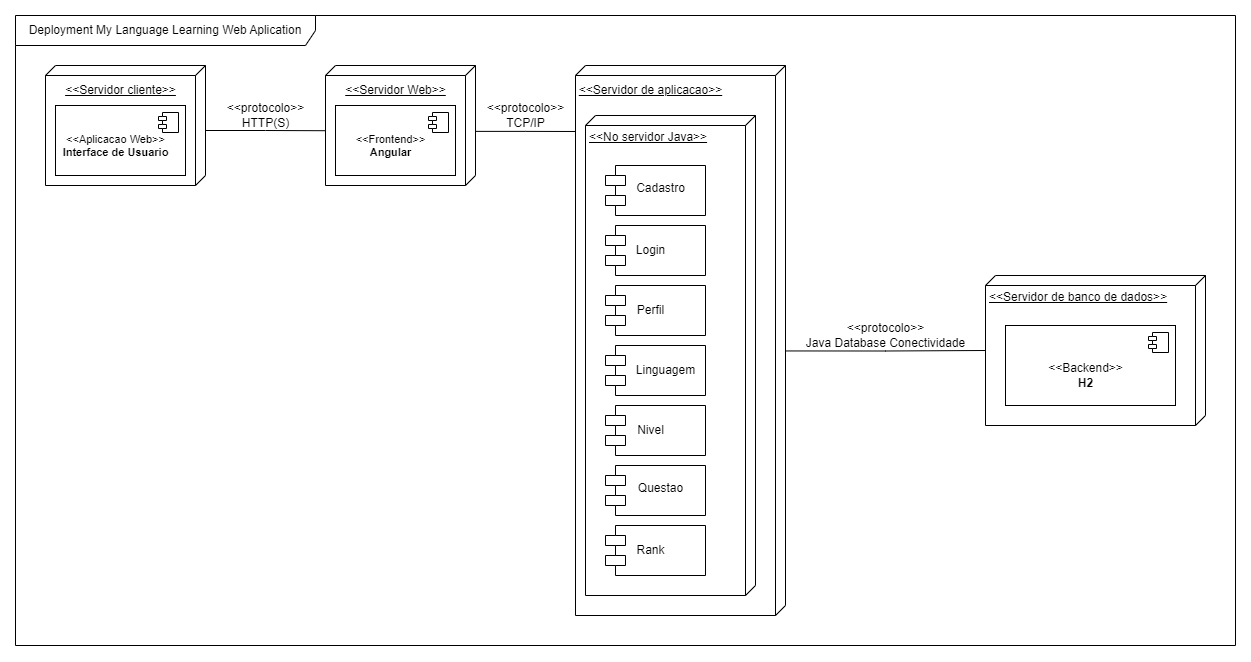 Deployment My Language Learning Web Aplication
<<Servidor cliente>>
<<Aplicacao Web>>
Interface de Usuario
<<protocolo>>
HTTP(S)
<<Servidor Web>>
<<Frontend>>
Angular
<<protocolo>>
TCP/IP
<<Servidor de aplicacao>>
<<No servidor Java>>
Cadastro
Login
Perfil
Linguagem
Nivel
Questao
Rank
<<protocolo>>
Java Database Conectividade
<<Servidor de banco de dados>>
<<Backend>>
H2